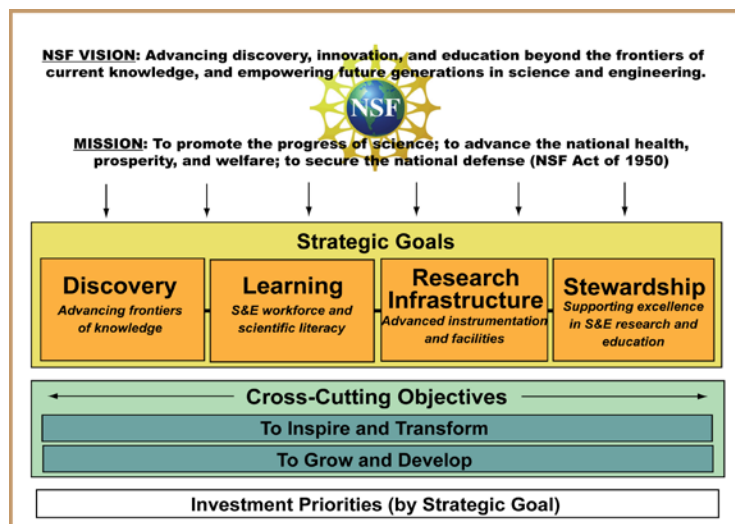 NSF VISION: Advancing discovery, innovation, and education beyond the frontiers of
current knowledge, and empowering future generations in science and engineering.
NSF
MISSION: To promote the progress of science; to advance the national health,
prosperity, and welfare; to secure the national defense (NSF Act of 1950)
Strategic Goals
Discovery
Advancing frontiers
of knowledge
Learning
S&E workforce and
scientific literacy
Research
Infrastructure
Advanced instrumentation
and facilities
Stewardship
Supporting excellence
in S&E research and
education
Cross-Cutting Objectives
To Inspire and Transform
To Grow and Develop
Investment Priorities (by Strategic Goal)